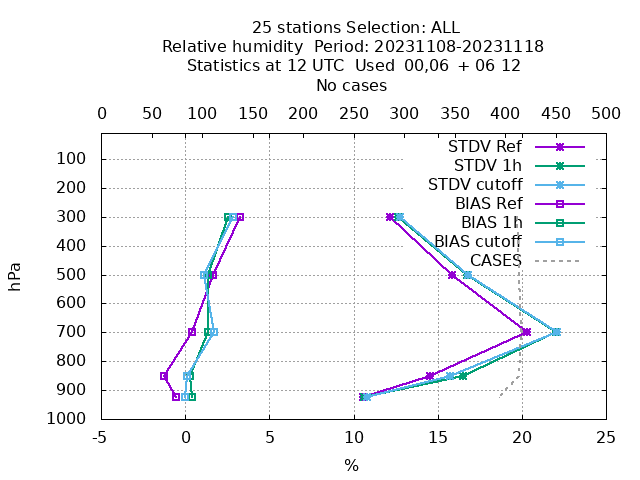 25 stations Selection: ALL
Relative humidity  Period: 20231108-20231118
Statistics at 12 UTC  Used  00,06  + 06 12
No cases
0 50 100 150 200 250 300 350 400 450 500
STDV Ref
STDV 1h
STDV cutoff
BIAS Ref
BIAS 1h
BIAS cutoff
CASES
hPa
100
200
300
400
500
600
700
800
900
1000
-5 0 5 10 15 20 25
%